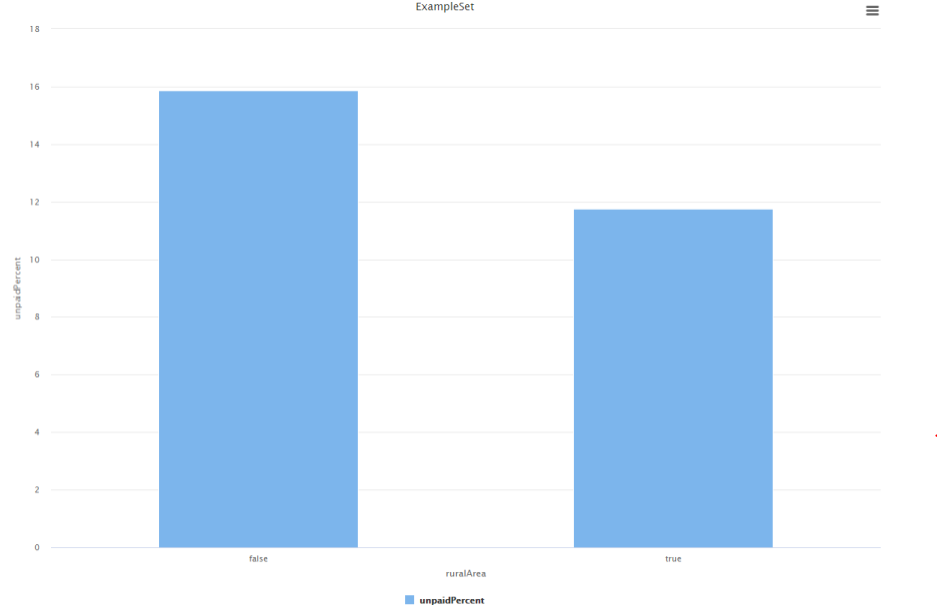 ExampleSet
18
16
14
12
10
8
6
4
2
0
unpaidPercent
false
true
ruralArea
unpaidPercent